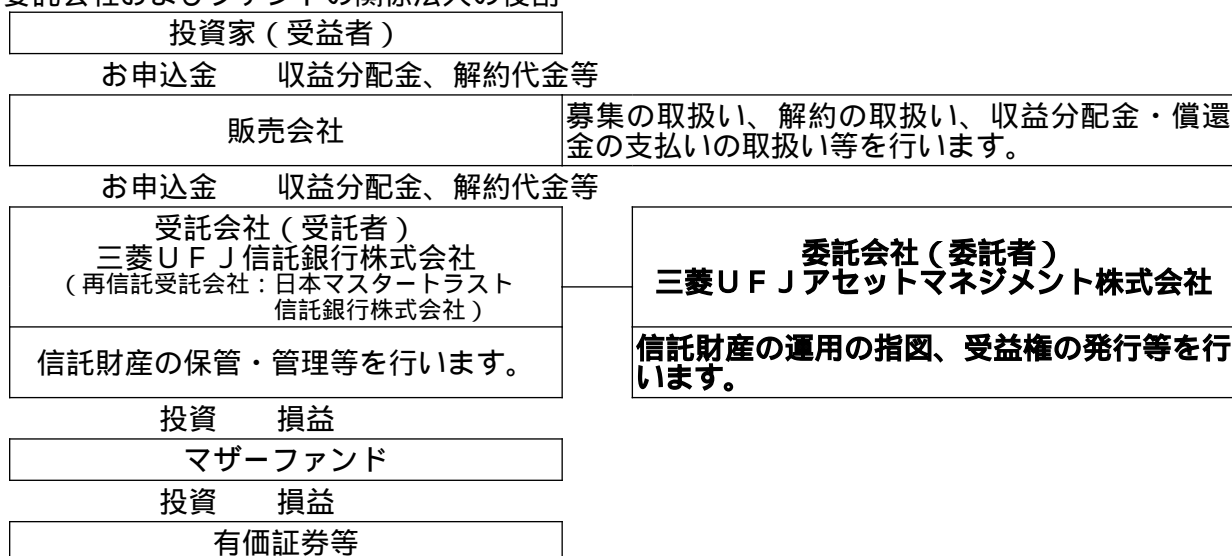 委託会社およびファンドの関係法人の役割
投資家（受益者）
お申込金　　収益分配金、解約代金等
販売会社
募集の取扱い、解約の取扱い、収益分配金・償還
金の支払いの取扱い等を行います。
お申込金　　収益分配金、解約代金等
受託会社（受託者）
三菱ＵＦＪ信託銀行株式会社
（再信託受託会社：日本マスタートラスト
信託銀行株式会社）
委託会社（委託者）
三菱ＵＦＪアセットマネジメント株式会社
信託財産の保管・管理等を行います。
信託財産の運用の指図、受益権の発行等を行
います。
投資　　損益
マザーファンド
投資　　損益
有価証券等